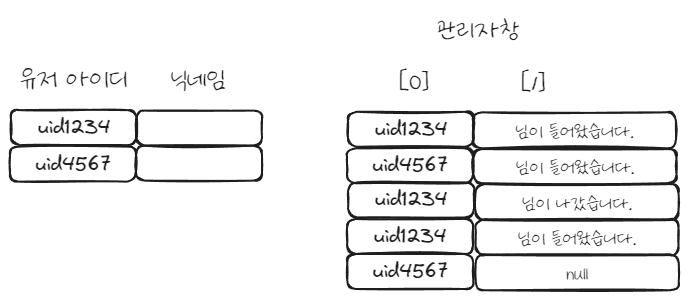 관리자창
유저 아이디 닉네임
uid1234
uid4567
[0] [1]
uid1234 님이 들어왔습니다.
uid4567 님이 들어왔습니다.
uid1234 님이 나갔습니다.
uid1234 님이 들어왔습니다.
uid4567 null